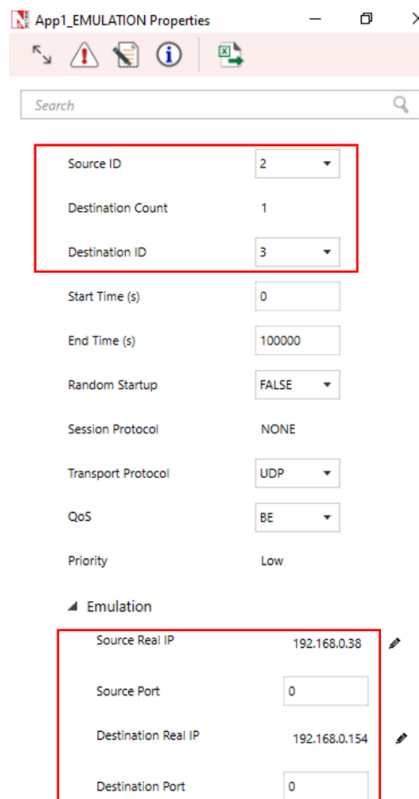 App1_EMULATION Properties
Search
Source ID 2
Destination Count 1
Destination ID 3
Start Time (s) 0
End Time (s) 100000
Random Startup FALSE
Session Protocol NONE
Transport Protocol UDP
QoS BE
Priority Low
Emulation
Source Real IP 192.168.0.38
Source Port 0
Destination Real IP 192.168.0.154
Destination Port 0